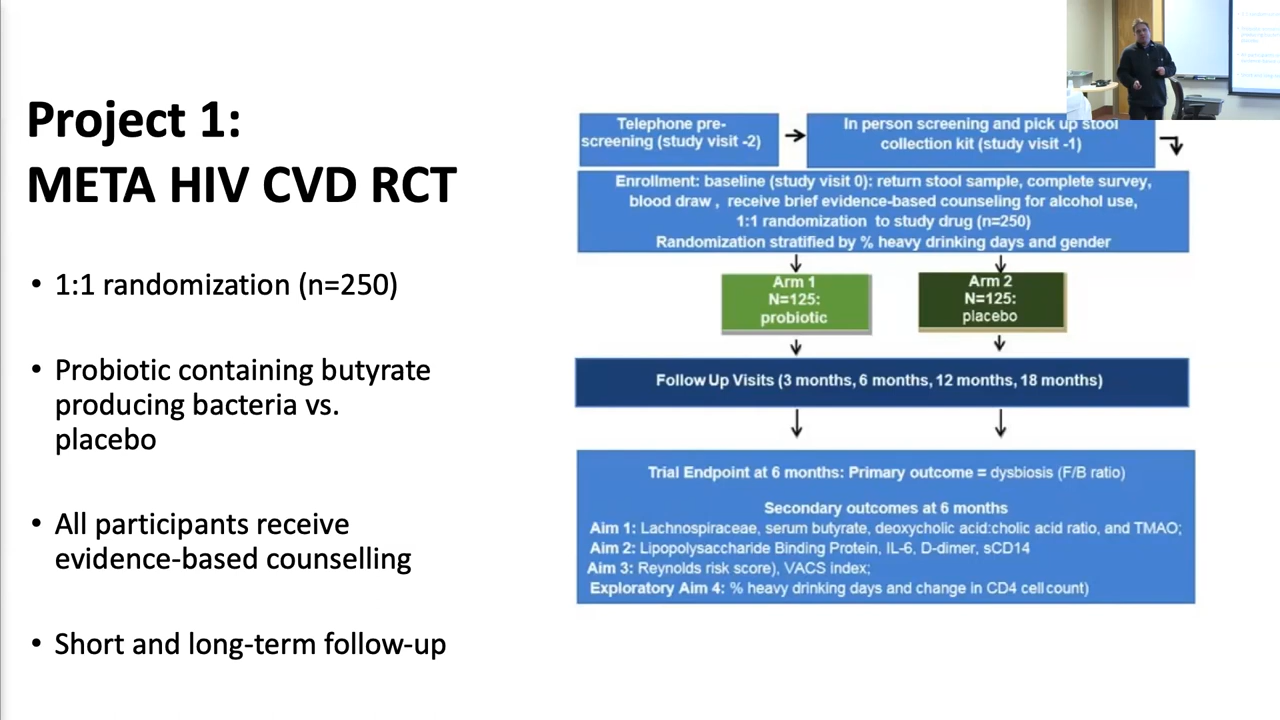 Project 1:
META HIV CVD RCT
• 1:1 randomization (n=250)
• Probiotic containing butyrate
producing bacteria vs.
placebo
• All participants receive
evidence-based counselling
• Short and long-term follow-up
Telephone pre-
screening (study visit -2)
In person screening and pick up stool
collection kit (study visit -1)
Enrollment: baseline (study visit 0): return stool sample, complete survey,
blood draw , receive brief evidence-based counseling for alcohol use,
1:1 randomization to study drug (n=250)
Randomization stratified by % heavy drinking days and gender
Arm 1
N=125:
probiotic
Arm 2
N=125:
placebo
Follow Up Visits (3 months, 6 months, 12 months, 18 months)
Trial Endpoint at 6 months: Primary outcome = dysbiosis (F/B ratio)
Secondary outcomes at 6 months
Aim 1: Lachnospiraceae, serum butyrate, deoxycholic acid:cholic acid ratio, and TMAO;
Aim 2: Lipopolysaccharide Binding Protein, IL-6, D-dimer, sCD14
Aim 3: Reynolds risk score), VACS index;
Exploratory Aim 4: % heavy drinking days and change in CD4 cell count)